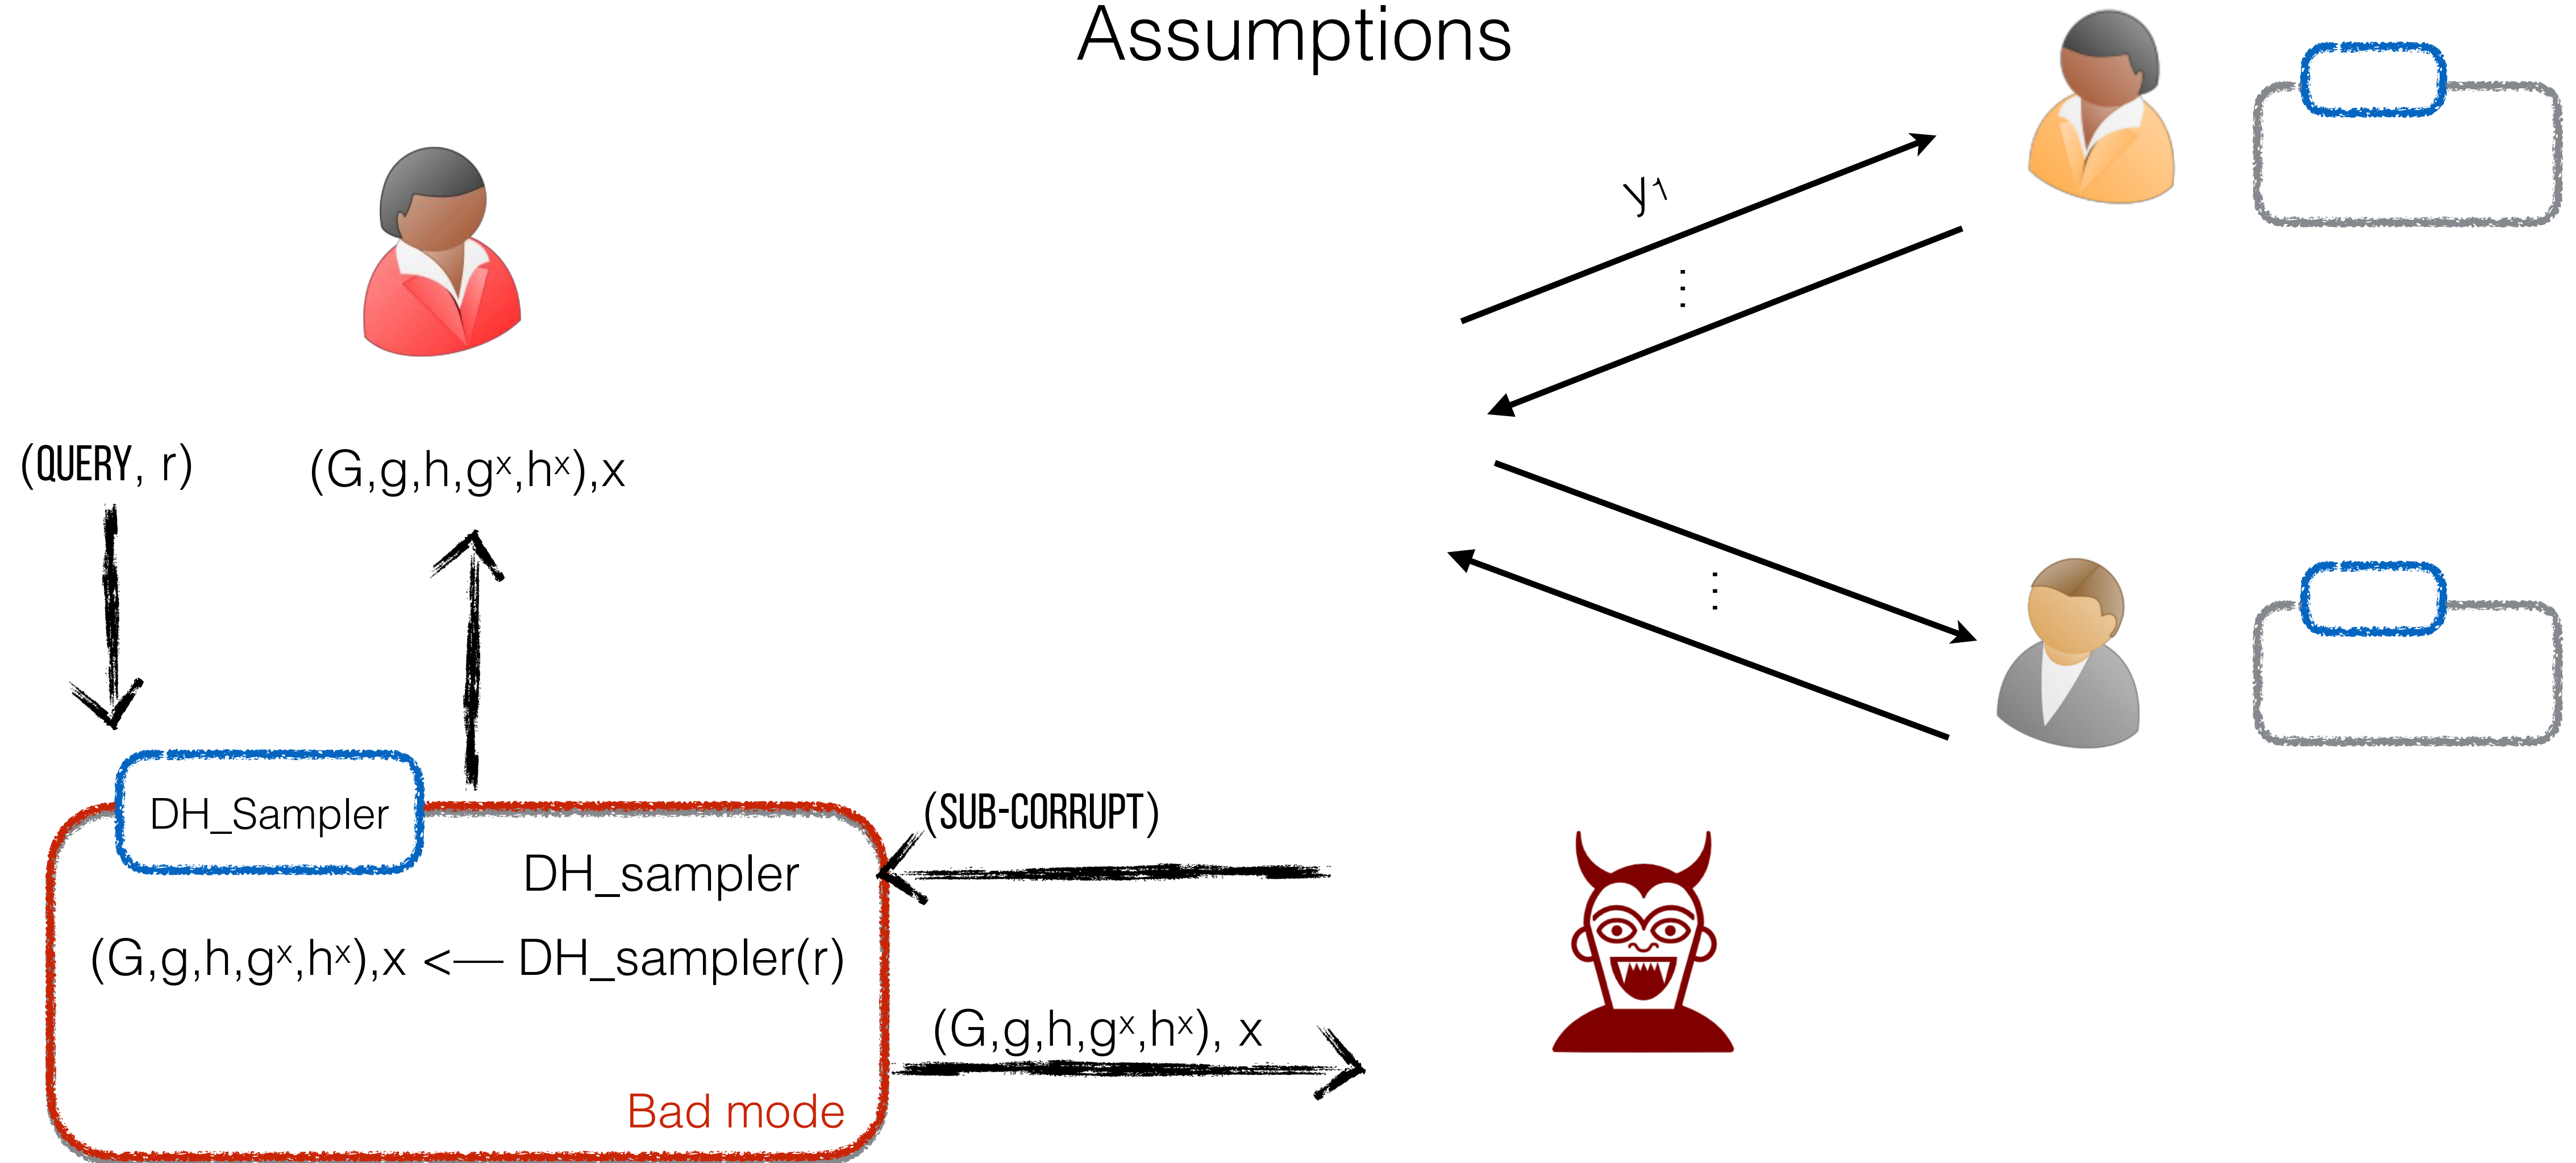 Assumptions
y1
⋮
(QUERY, r)
(G,g,h,gˣ,hˣ),x
⋮
DH_Sampler
(SUB-CORRUPT)
DH_sampler
(G,g,h,gˣ,hˣ),x <— DH_sampler(r)
(G,g,h,gˣ,hˣ), x
Bad mode